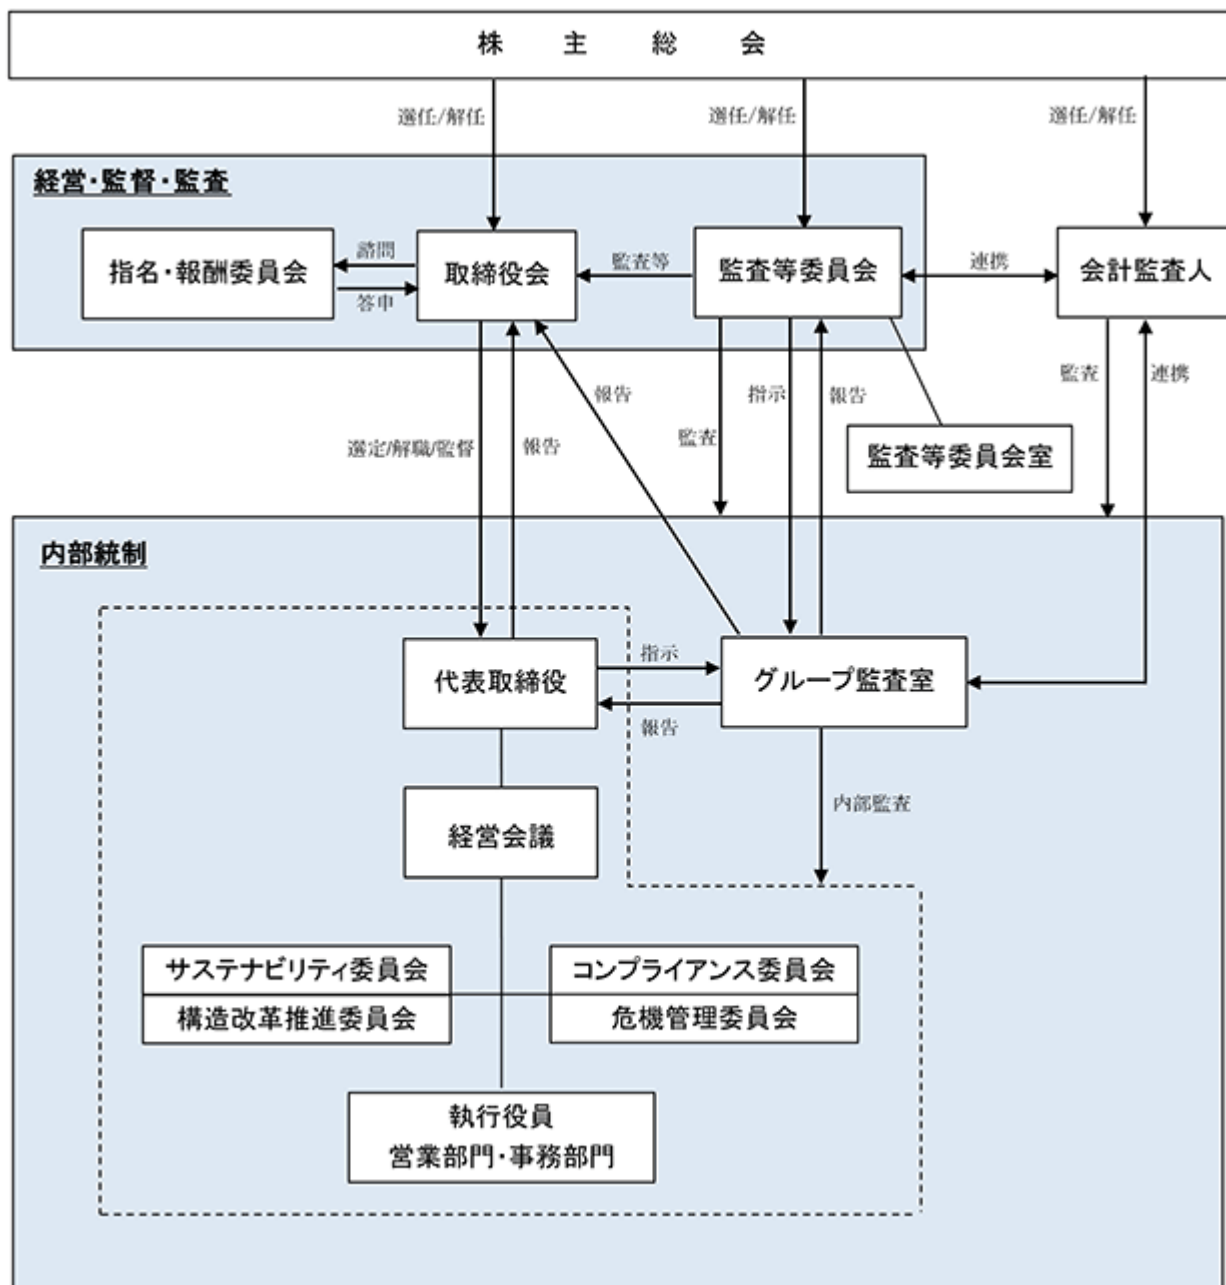 株主総会
選任/解任
選任/解任
選任/解任
経営・監督・監査
指名・報酬委員会
諮問
答申
取締役会
監査等
監査等委員会
連携
会計監査人
選定/解職/監督
報告
報告
監査
指示
報告
監査等委員会室
監査
連携
内部統制
代表取締役
指示
報告
グループ監査室
内部監査
経営会議
サステナビリティ委員会
構造改革推進委員会
コンプライアンス委員会
危機管理委員会
執行役員
営業部門・事務部門